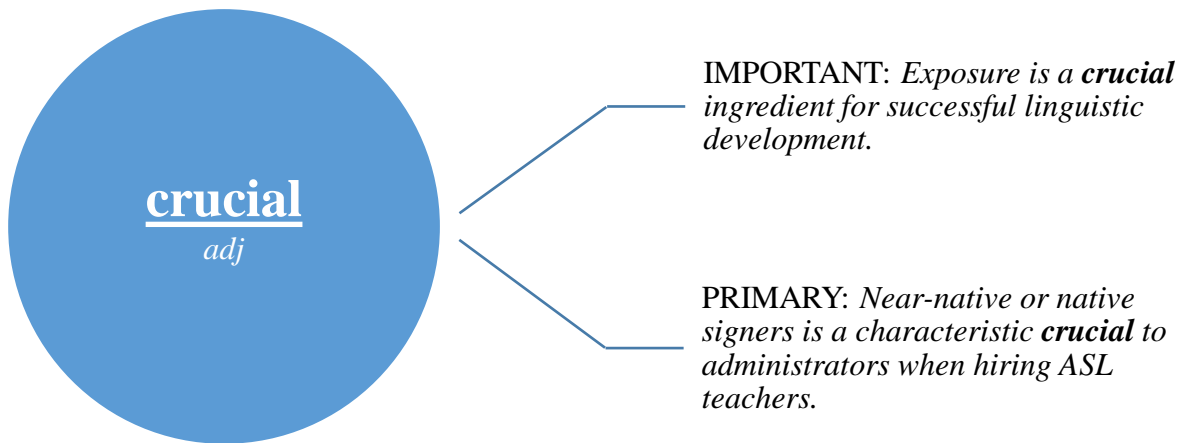 crucial
adj
IMPORTANT: Exposure is a crucial
ingredient for successful linguistic
development.
PRIMARY: Near-native or native
signers is a characteristic crucial to
administrators when hiring ASL
teachers.